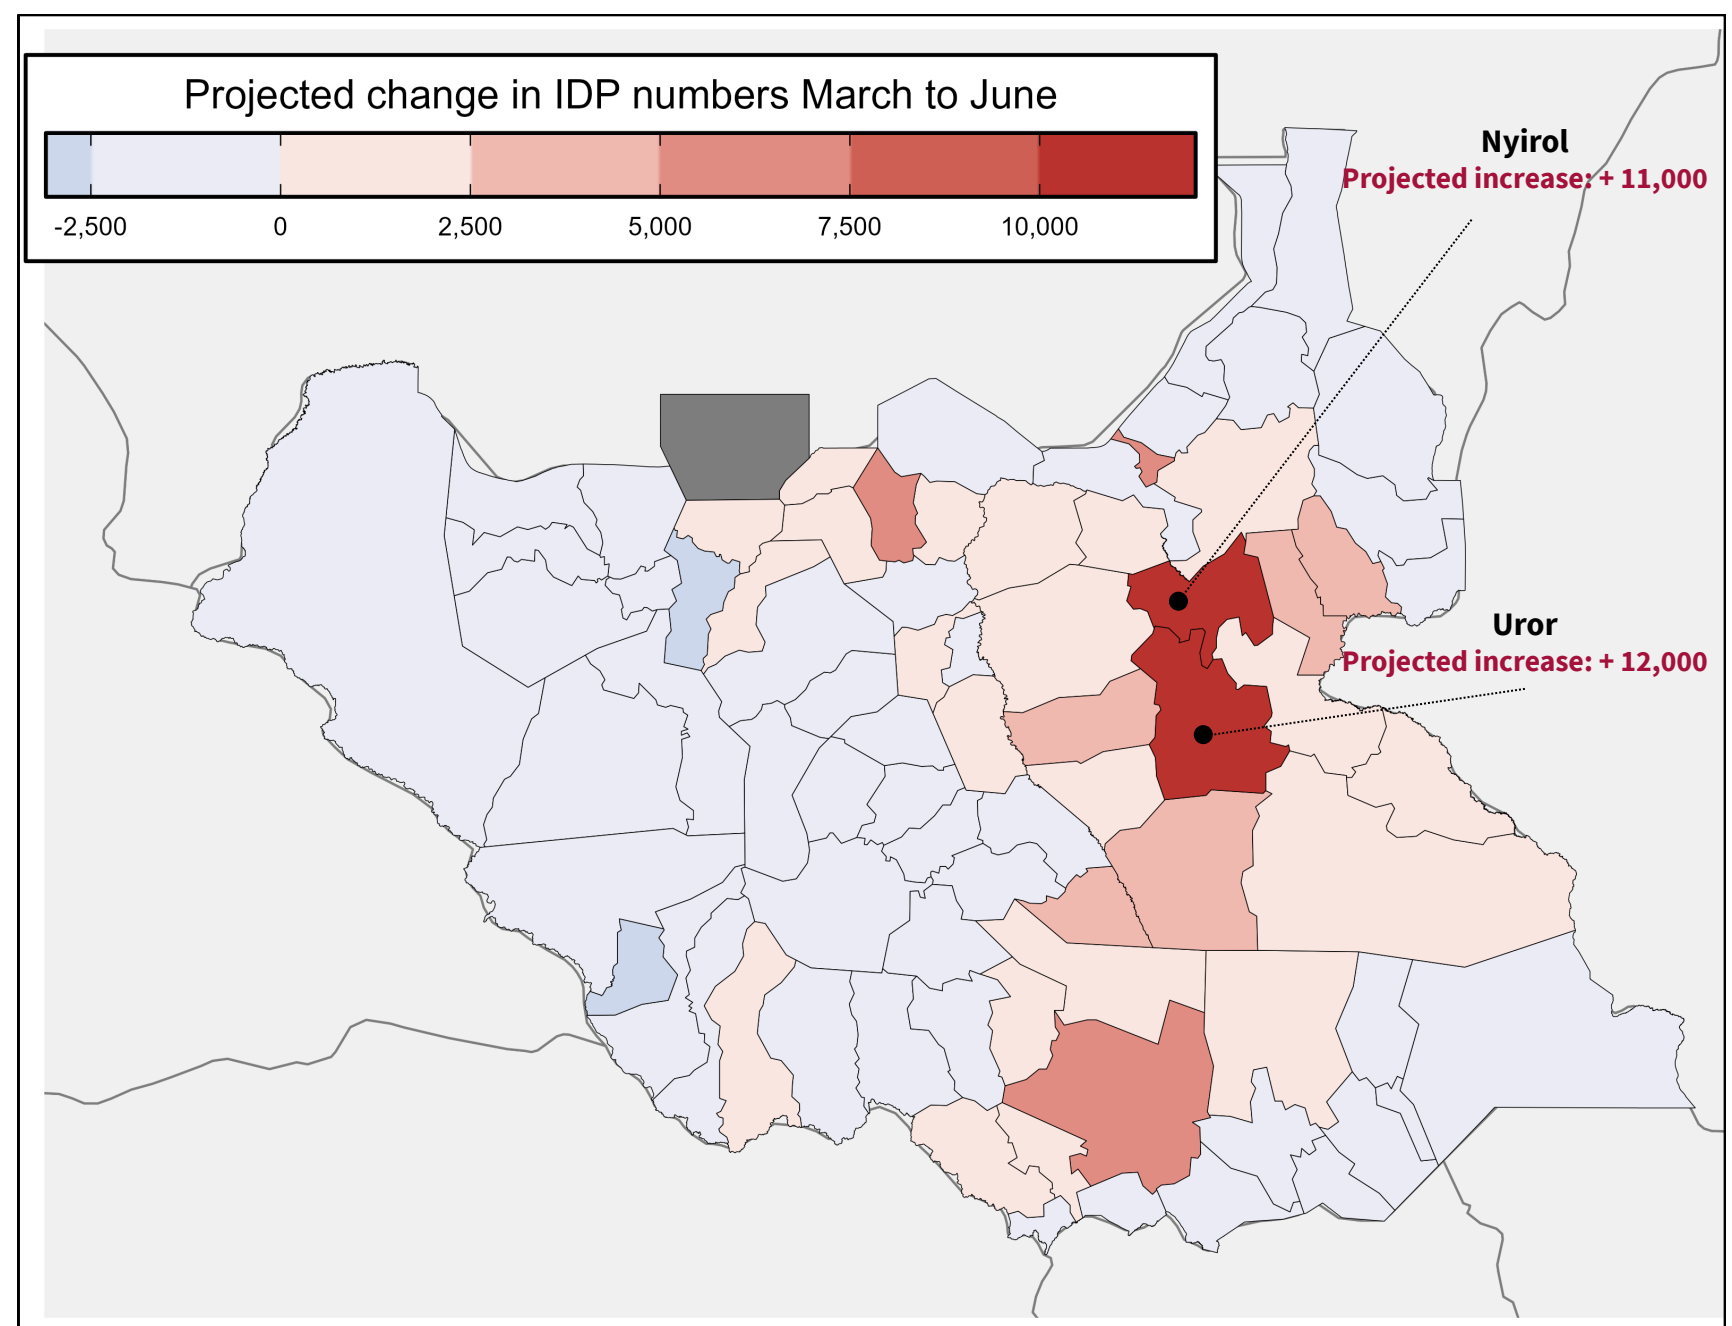 Projected change in IDP numbers March to June
-2,500 0 2,500 5,000 7,500 10,000
Nyirol
Projected increase: + 11,000
Uror
Projected increase: + 12,000